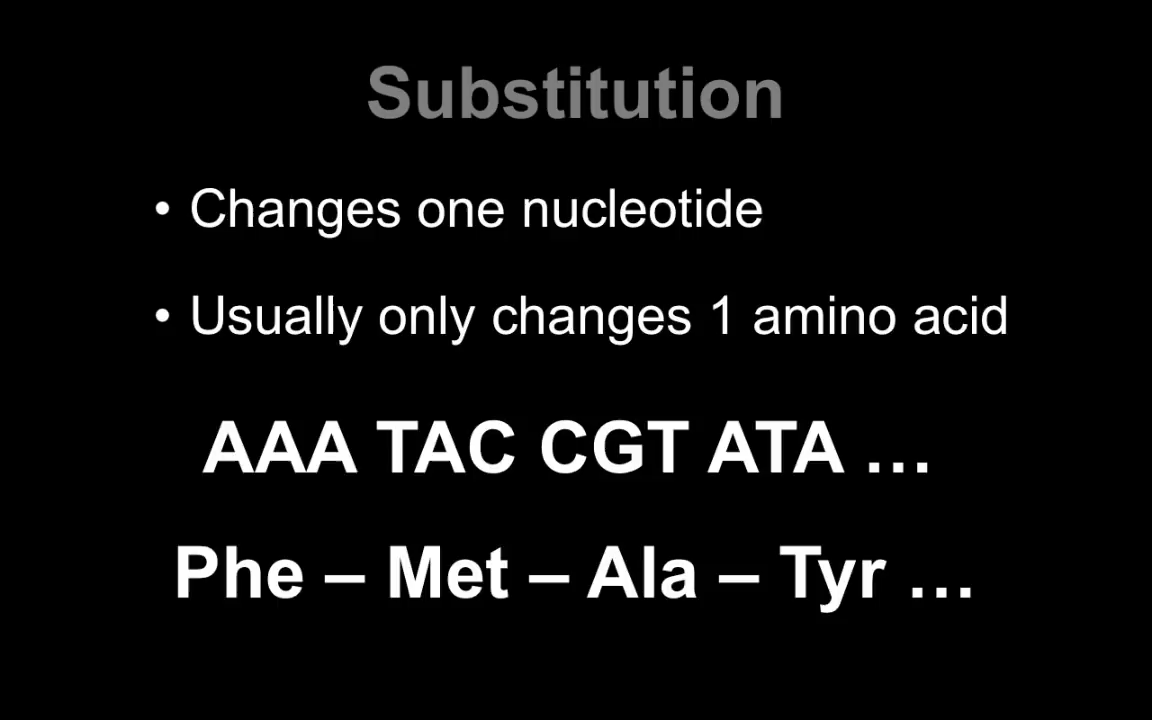 Substitution
• Changes one nucleotide
• Usually only changes 1 amino acid
AAA TAC CGT ATA …
Phe – Met – Ala – Tyr …